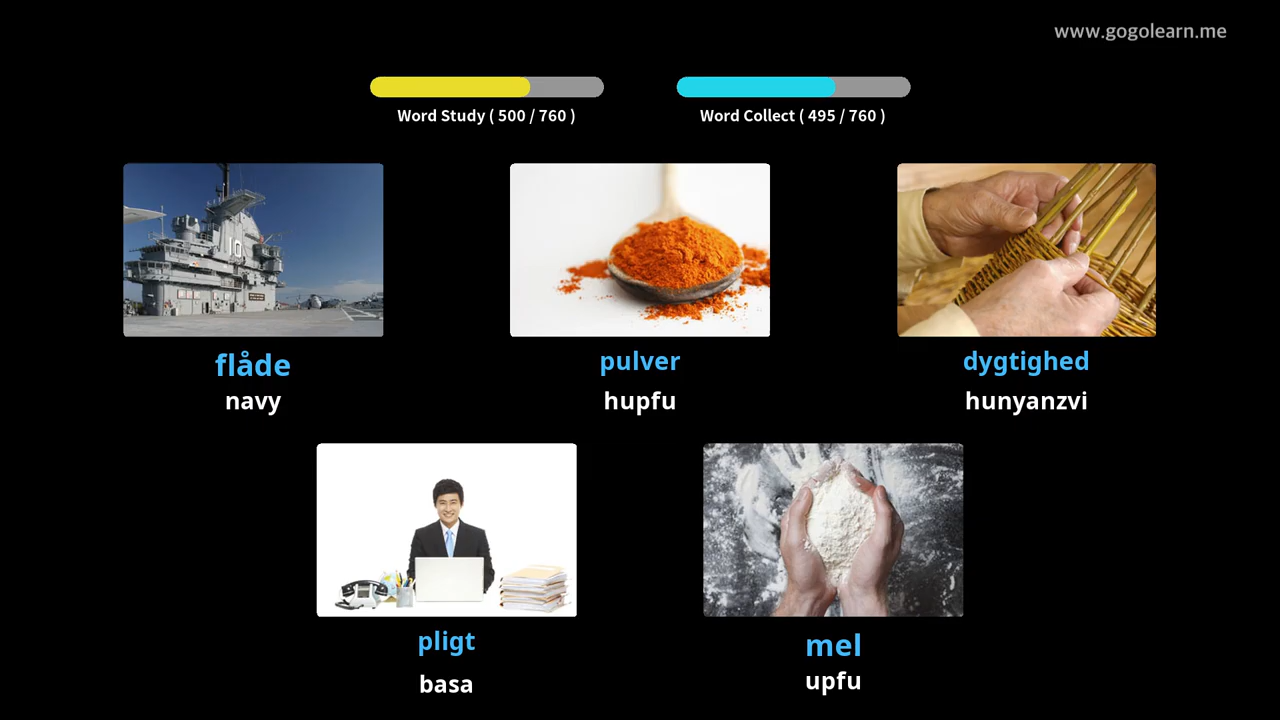 www.gogolearn.me
Word Study ( 500 / 760 )
Word Collect ( 495 / 760 )
flåde
navy
pulver
hupfu
dygtighed
hunyanzvi
pligt
basa
mel
upfu